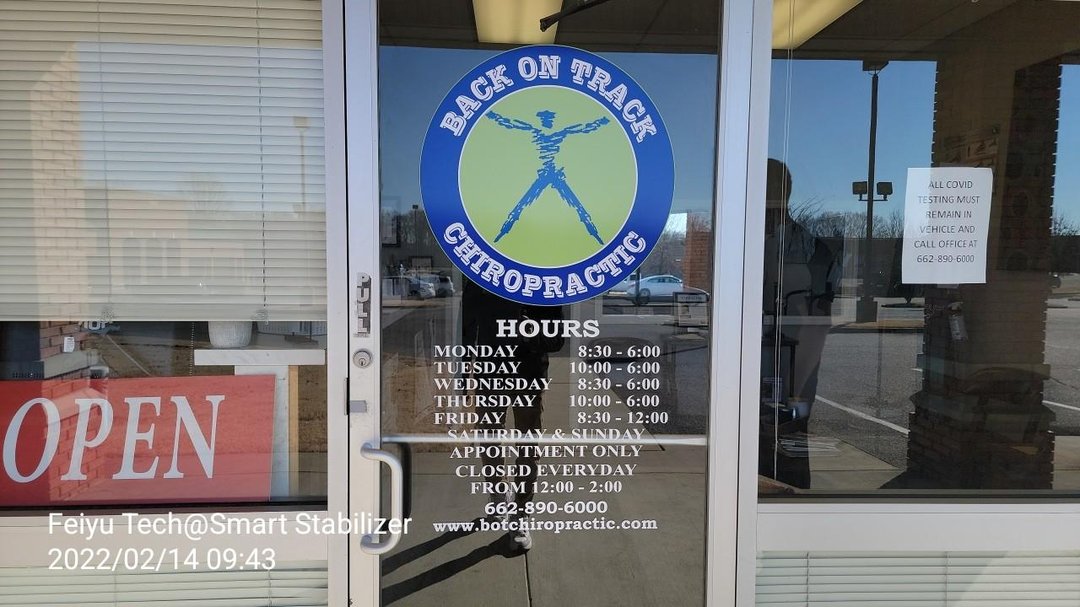 BACK ON TRACK
CHIROPRACTIC
PULL
HOURS
MONDAY 8:30 - 6:00
TUESDAY 10:00 - 6:00
WEDNESDAY 8:30 - 6:00
THURSDAY 10:00 - 6:00
FRIDAY 8:30 - 12:00
SATURDAY & SUNDAY
APPOINTMENT ONLY
CLOSED EVERYDAY
FROM 12:00 - 2:00
662-890-6000
www.botchiropractic.com
ALL COVID
TESTING MUST
REMAIN IN
VEHICLE AND
CALL OFFICE AT
662-890-6000
OPEN
Feiyu Tech@Smart Stabilizer
2022/02/14 09:43